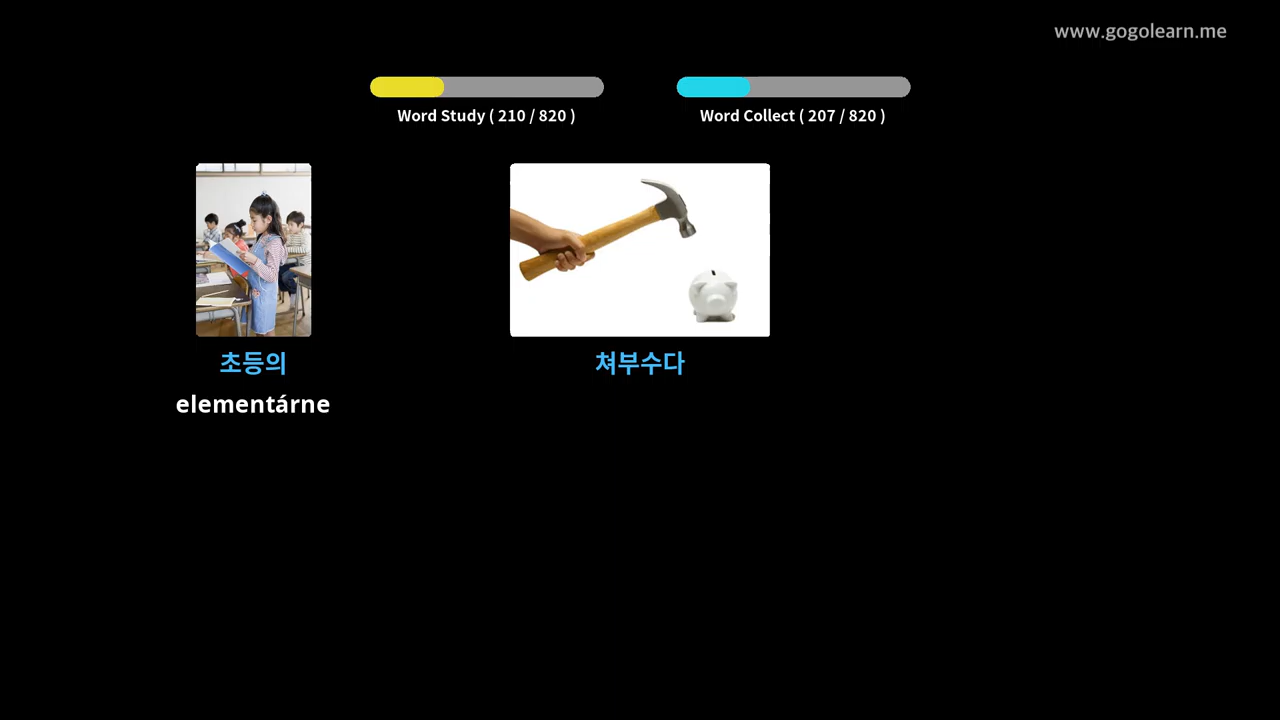 www.gogolearn.me
Word Study ( 210 / 820 )
Word Collect ( 207 / 820 )
초등의
쳐부수다
elementárne